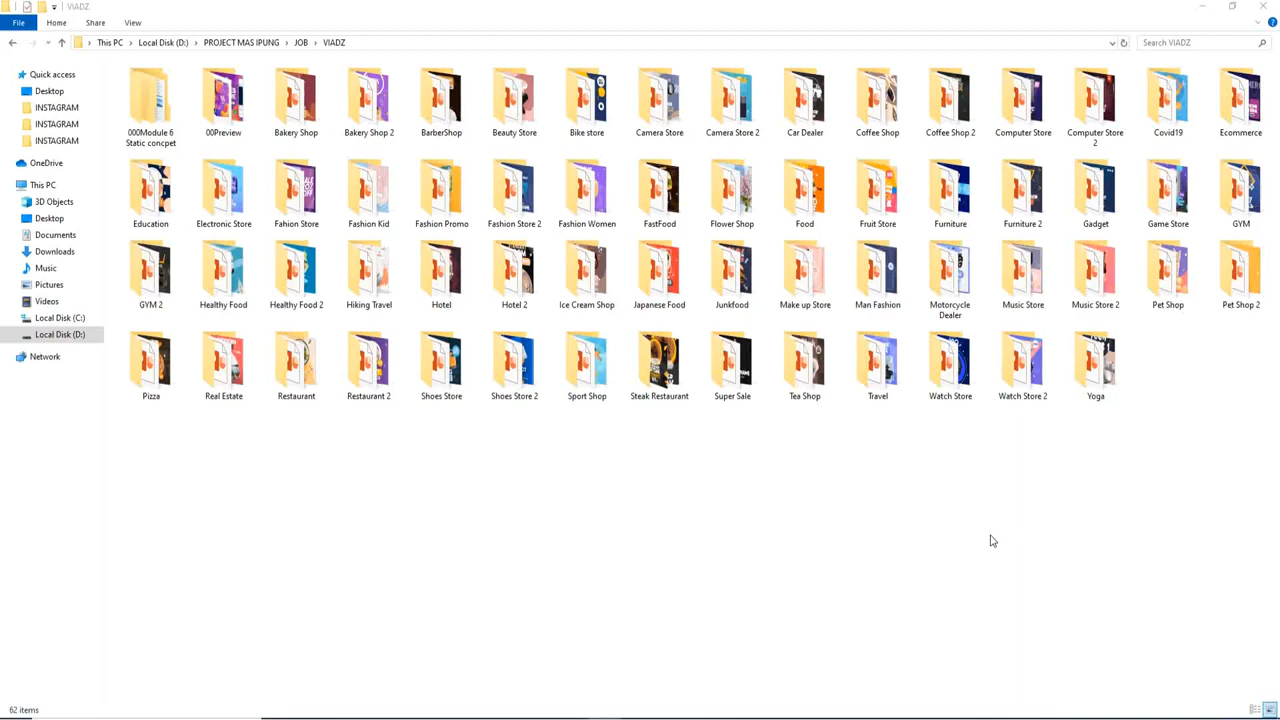 VIADZ
File Home Share View
This PC Local Disk (D:) PROJECT MAS IPUNG JOB VIADZ
Search VIADZ
Quick access
Desktop
INSTAGRAM
INSTAGRAM
INSTAGRAM
OneDrive
This PC
3D Objects
Desktop
Documents
Downloads
Music
Pictures
Videos
Local Disk (C:)
Local Disk (D:)
Network
000Module 6 Static concpet
00Preview
Bakery Shop
Bakery Shop 2
BarberShop
Beauty Store
Bike store
Camera Store
Camera Store 2
Car Dealer
Coffee Shop
Coffee Shop 2
Computer Store
Computer Store 2
Covid19
Ecommerce
Education
Electronic Store
Fahion Store
Fashion Kid
Fashion Promo
Fashion Store 2
Fashion Women
FastFood
Flower Shop
Food
Fruit Store
Furniture
Furniture 2
Gadget
Game Store
GYM
GYM 2
Healthy Food
Healthy Food 2
Hiking Travel
Hotel
Hotel 2
Ice Cream Shop
Japanese Food
Junkfood
Make up Store
Man Fashion
Motorcycle Dealer
Music Store
Music Store 2
Pet Shop
Pet Shop 2
Pizza
Real Estate
Restaurant
Restaurant 2
Shoes Store
Shoes Store 2
Sport Shop
Steak Restaurant
Super Sale
Tea Shop
Travel
Watch Store
Watch Store 2
Yoga
62 items